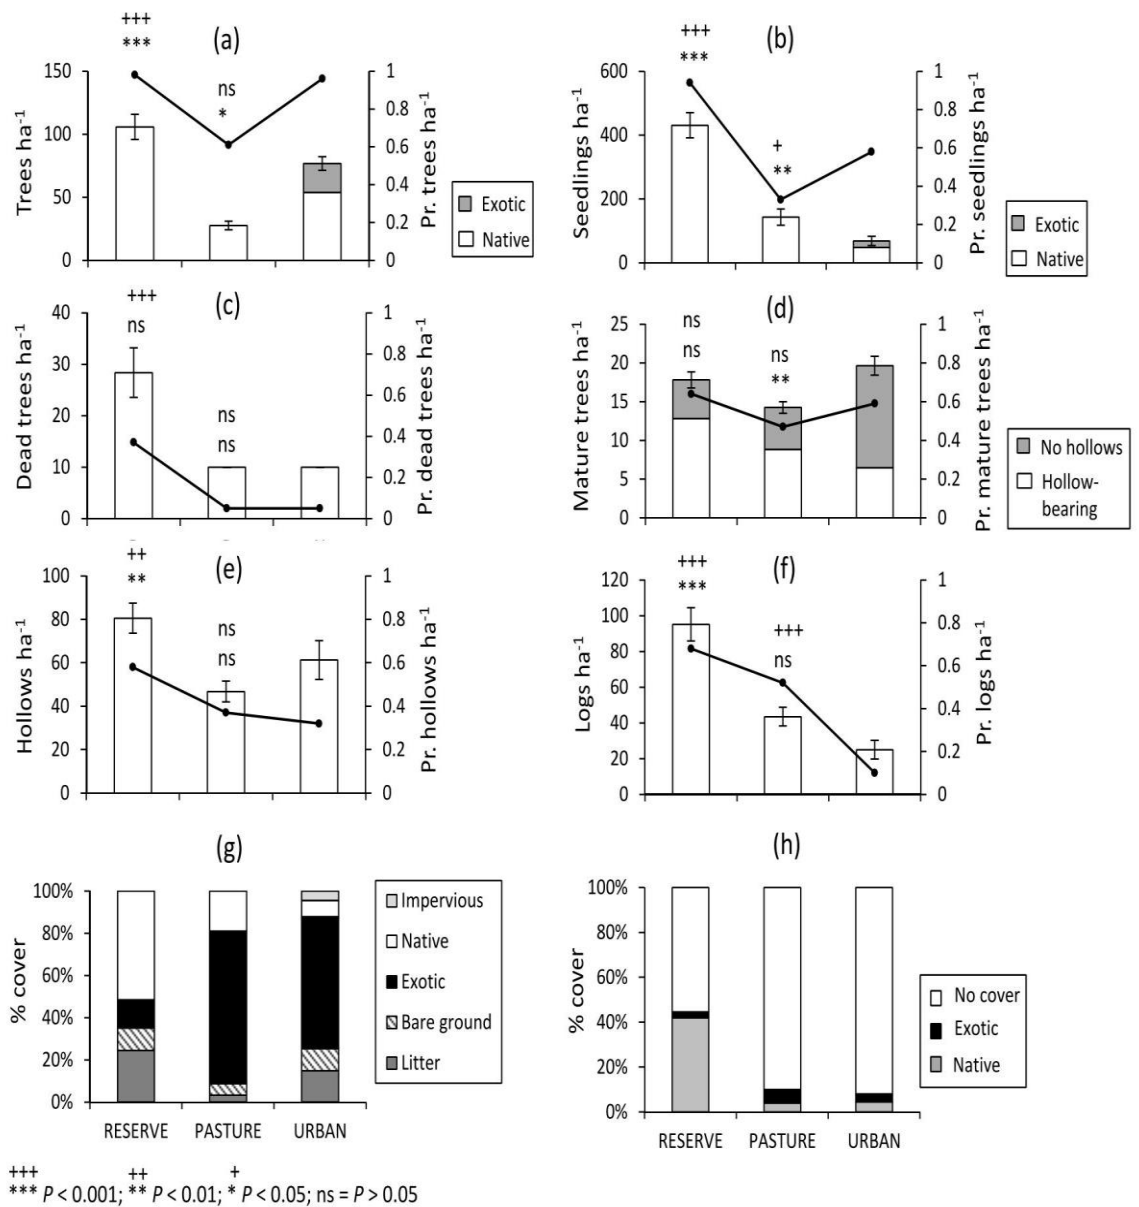 +++
***
(a)
Trees ha⁻¹
150
100
50
0
ns
*
1
0.8
0.6
0.4
0.2
0
Pr. trees ha⁻¹
Exotic
Native
+++
***
(b)
Seedlings ha⁻¹
600
400
200
0
+
**
1
0.8
0.6
0.4
0.2
0
Pr. seedlings ha⁻¹
Exotic
Native
+++
ns
(c)
Dead trees ha⁻¹
40
30
20
10
0
ns
ns
1
0.8
0.6
0.4
0.2
0
Pr. dead trees ha⁻¹
ns
ns
(d)
Mature trees ha⁻¹
25
20
15
10
5
0
ns
**
1
0.8
0.6
0.4
0.2
0
Pr. mature trees ha⁻¹
No hollows
Hollow-
bearing
++
**
(e)
Hollows ha⁻¹
100
80
60
40
20
0
ns
ns
1
0.8
0.6
0.4
0.2
0
Pr. hollows ha⁻¹
+++
***
(f)
Logs ha⁻¹
120
100
80
60
40
20
0
+++
ns
1
0.8
0.6
0.4
0.2
0
Pr. logs ha⁻¹
(g)
% cover
100%
80%
60%
40%
20%
0%
RESERVE PASTURE URBAN
Impervious
Native
Exotic
Bare ground
Litter
(h)
% cover
100%
80%
60%
40%
20%
0%
RESERVE PASTURE URBAN
No cover
Exotic
Native
+++ ++ +
*** P < 0.001; ** P < 0.01; * P < 0.05; ns = P > 0.05